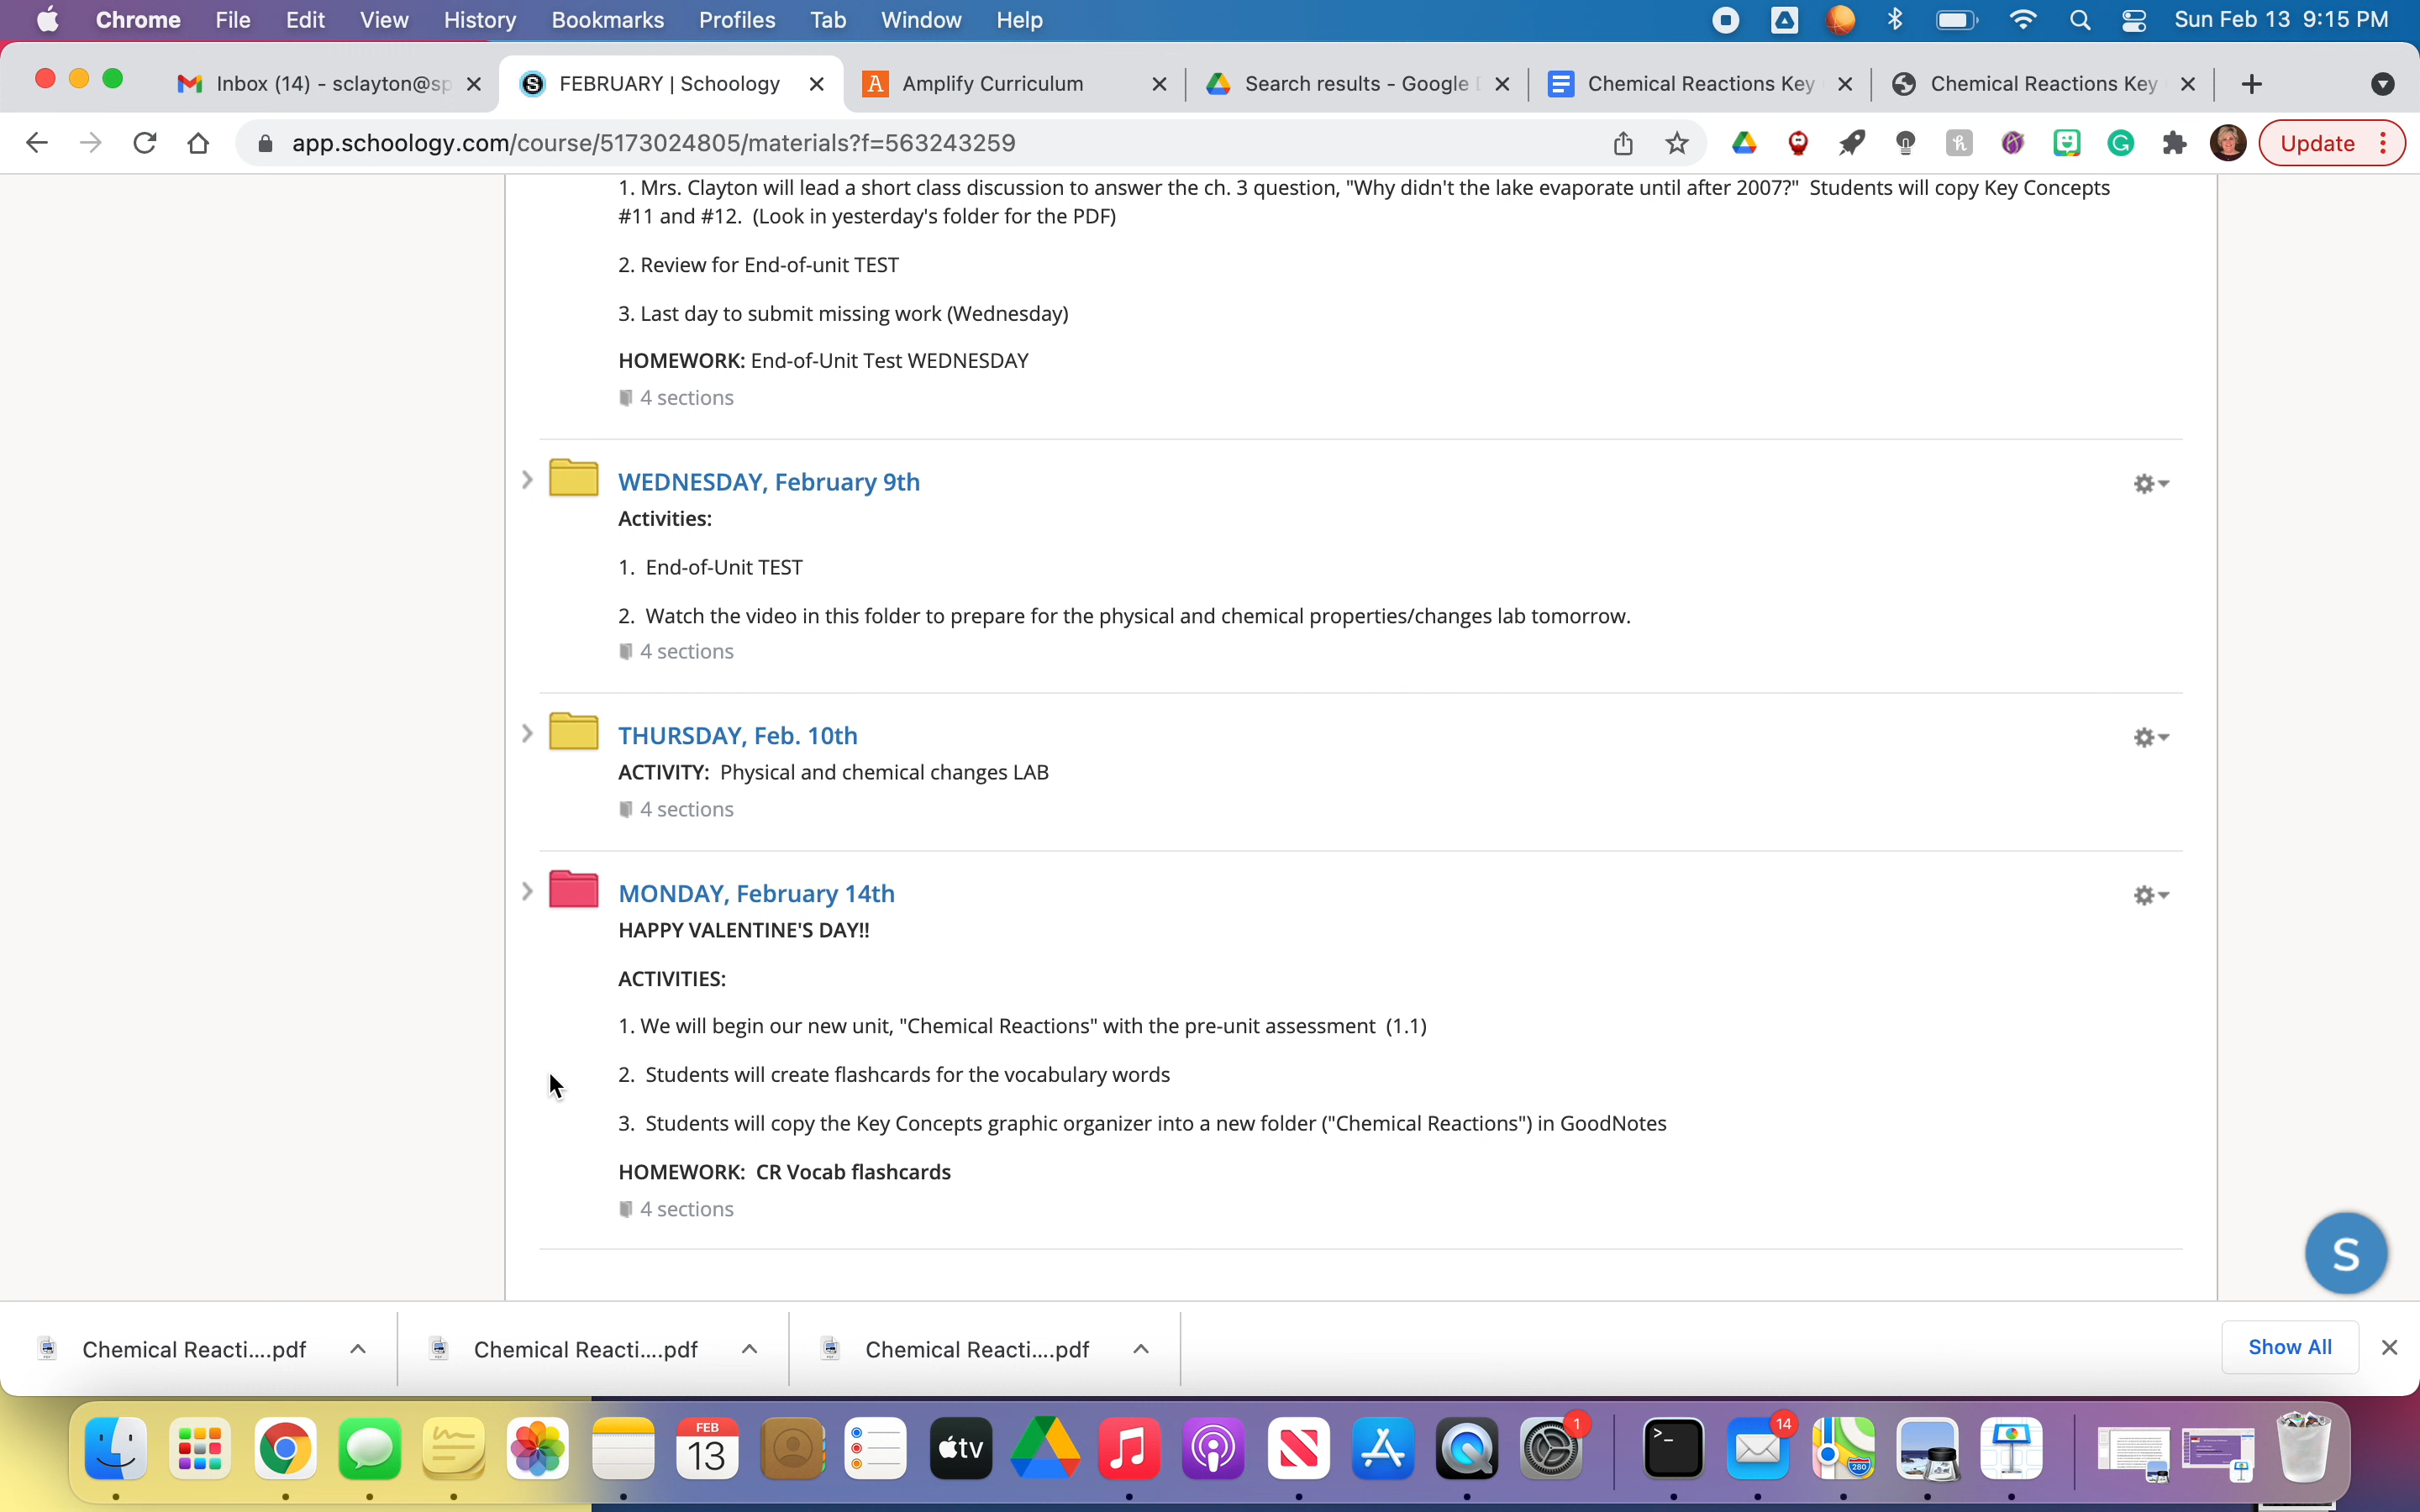 Chrome File Edit View History Bookmarks Profiles Tab Window Help Sun Feb 13 9:15 PM
Inbox (14) - sclayton@sp FEBRUARY | Schoology Amplify Curriculum Search results - Google Chemical Reactions Key Chemical Reactions Key
app.schoology.com/course/5173024805/materials?f=563243259 Update
1. Mrs. Clayton will lead a short class discussion to answer the ch. 3 question, "Why didn't the lake evaporate until after 2007?" Students will copy Key Concepts
#11 and #12. (Look in yesterday's folder for the PDF)
2. Review for End-of-unit TEST
3. Last day to submit missing work (Wednesday)
HOMEWORK: End-of-Unit Test WEDNESDAY
4 sections
WEDNESDAY, February 9th
Activities:
1. End-of-Unit TEST
2. Watch the video in this folder to prepare for the physical and chemical properties/changes lab tomorrow.
4 sections
THURSDAY, Feb. 10th
ACTIVITY: Physical and chemical changes LAB
4 sections
MONDAY, February 14th
HAPPY VALENTINE'S DAY!!
ACTIVITIES:
1. We will begin our new unit, "Chemical Reactions" with the pre-unit assessment (1.1)
2. Students will create flashcards for the vocabulary words
3. Students will copy the Key Concepts graphic organizer into a new folder ("Chemical Reactions") in GoodNotes
HOMEWORK: CR Vocab flashcards
4 sections
S
Chemical Reacti....pdf Chemical Reacti....pdf Chemical Reacti....pdf Show All
FEB
13
tv
1
14
280